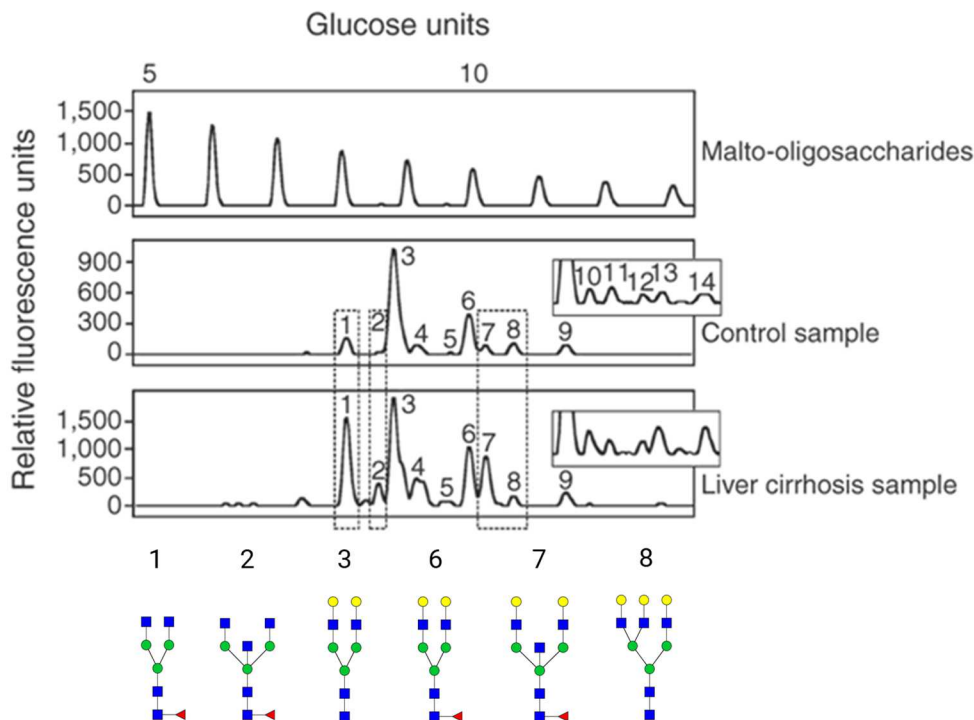 Glucose units
5 10
Relative fluorescence units
1,500
1,000
500
0
Malto-oligosaccharides
900
600
300
0
1 2 3 4 5 6 7 8 9
10 11 12 13 14
Control sample
1,500
1,000
500
0
1 2 3 4 5 6 7 8 9
Liver cirrhosis sample
1 2 3 6 7 8